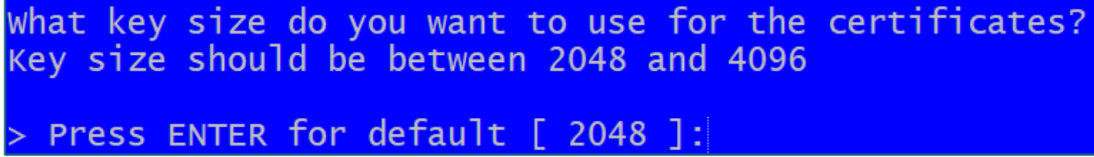 What key size do you want to use for the certificates?
Key size should be between 2048 and 4096
> Press ENTER for default [ 2048 ]: